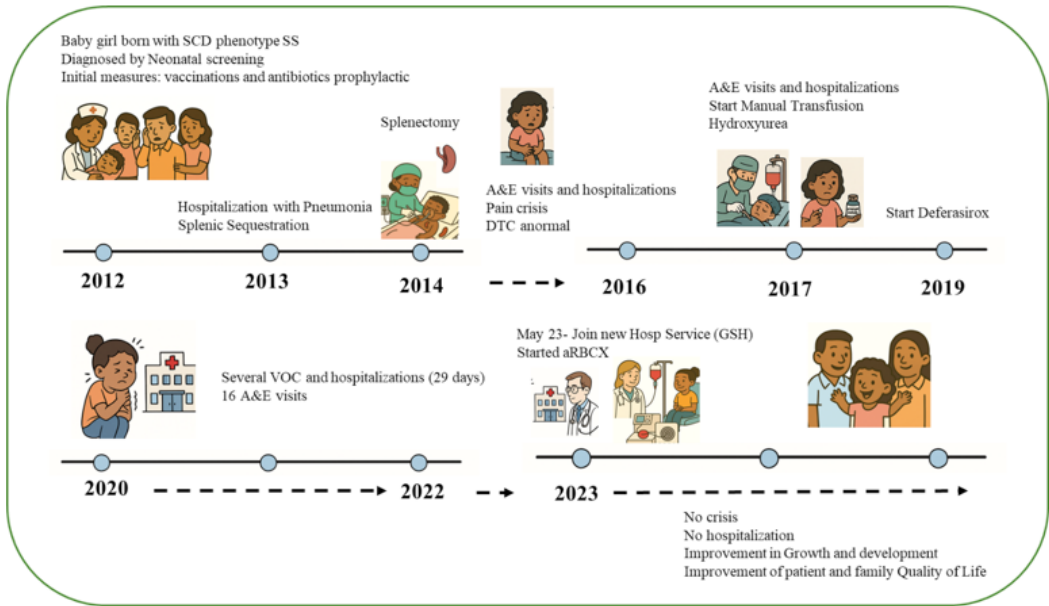 Baby girl born with SCD phenotype SS
Diagnosed by Neonatal screening
Initial measures: vaccinations and antibiotics prophylactic
Hospitalization with Pneumonia
Splenic Sequestration
Splenectomy
A&E visits and hospitalizations
Pain crisis
DTC anormal
A&E visits and hospitalizations
Start Manual Transfusion
Hydroxyurea
Start Deferasirox
2012
2013
2014
2016
2017
2019
Several VOC and hospitalizations (29 days)
16 A&E visits
May 23- Join new Hosp Service (GSH)
Started aRBCX
2020
2022
2023
No crisis
No hospitalization
Improvement in Growth and development
Improvement of patient and family Quality of Life